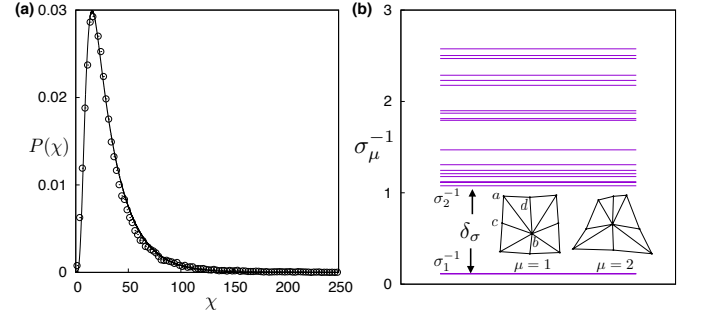 (a)
0.03
0.03
0.01
0
P(χ)
0 50 100 150 200 250
χ
(b)
3
2
1
0
σ_μ^{-1}
σ_2^{-1}
δ_σ
σ_1^{-1}
a
d
c
b
μ = 1
μ = 2